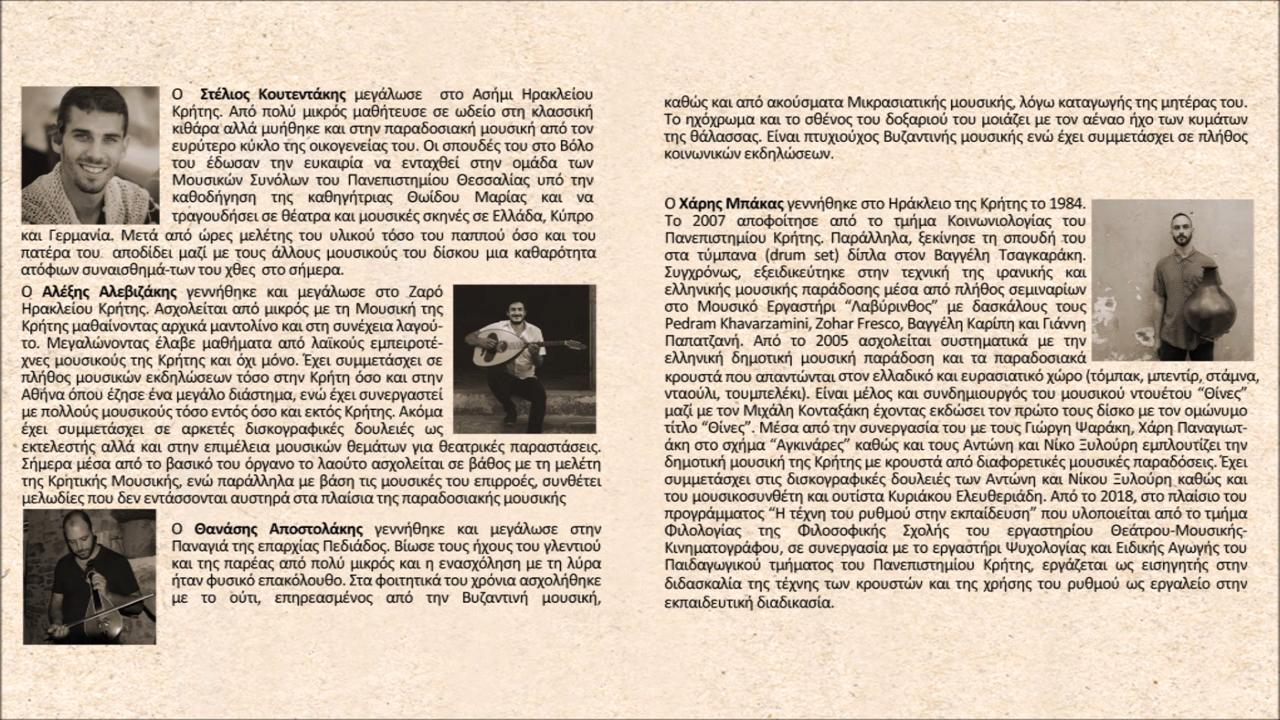 Ο Στέλιος Κουτεντάκης μεγάλωσε στο Ασήμι Ηρακλείου
Κρήτης. Από πολύ μικρός μαθήτευσε σε ωδείο στη κλασσική
κιθάρα αλλά μυήθηκε και στην παραδοσιακή μουσική από τον
ευρύτερο κύκλο της οικογενείας του. Οι σπουδές του στο Βόλο
του έδωσαν την ευκαιρία να ενταχθεί στην ομάδα των
Μουσικών Συνόλων του Πανεπιστημίου Θεσσαλίας υπό την
καθοδήγηση της καθηγήτριας Θωίδου Μαρίας και να
τραγουδήσει σε θέατρα και μουσικές σκηνές σε Ελλάδα, Κύπρο
και Γερμανία. Μετά από ώρες μελέτης του υλικού τόσο του παππού όσο και του
πατέρα του αποδίδει μαζί με τους άλλους μουσικούς του δίσκου μια καθαρότητα
ατόφιων συναισθημά-των του χθες στο σήμερα.
Ο Αλέξης Αλεβιζάκης γεννήθηκε και μεγάλωσε στο Ζαρό
Ηρακλείου Κρήτης. Ασχολείται από μικρός με τη Μουσική της
Κρήτης μαθαίνοντας αρχικά μαντολίνο και στη συνέχεια λαγού-
το. Μεγαλώνοντας έλαβε μαθήματα από λαϊκούς εμπειροτέ-
χνες μουσικούς της Κρήτης και όχι μόνο. Έχει συμμετάσχει σε
πλήθος μουσικών εκδηλώσεων τόσο στην Κρήτη όσο και στην
Αθήνα όπου έζησε ένα μεγάλο διάστημα, ενώ έχει συνεργαστεί
με πολλούς μουσικούς τόσο εντός όσο και εκτός Κρήτης. Ακόμα
έχει συμμετάσχει σε αρκετές δισκογραφικές δουλειές ως
εκτελεστής αλλά και στην επιμέλεια μουσικών θεμάτων για θεατρικές παραστάσεις.
Σήμερα μέσα από το βασικό του όργανο το λαούτο ασχολείται σε βάθος με τη μελέτη
της Κρητικής Μουσικής, ενώ παράλληλα με βάση τις μουσικές του επιρροές, συνθέτει
μελωδίες που δεν εντάσσονται αυστηρά στα πλαίσια της παραδοσιακής μουσικής
Ο Θανάσης Αποστολάκης γεννήθηκε και μεγάλωσε στην
Παναγιά της επαρχίας Πεδιάδος. Βίωσε τους ήχους του γλεντιού
και της παρέας από πολύ μικρός και η ενασχόληση με τη λύρα
ήταν φυσικό επακόλουθο. Στα φοιτητικά του χρόνια ασχολήθηκε
με το ούτι, επηρεασμένος από την Βυζαντινή μουσική,
καθώς και από ακούσματα Μικρασιατικής μουσικής, λόγω καταγωγής της μητέρας του.
Το ηχόχρωμα και το σθένος του δοξαριού του μοιάζει με τον αέναο ήχο των κυμάτων
της θάλασσας. Είναι πτυχιούχος Βυζαντινής μουσικής ενώ έχει συμμετάσχει σε πλήθος
κοινωνικών εκδηλώσεων.
Ο Χάρης Μπάκας γεννήθηκε στο Ηράκλειο της Κρήτης το 1984.
Το 2007 αποφοίτησε από το τμήμα Κοινωνιολογίας του
Πανεπιστημίου Κρήτης. Παράλληλα, ξεκίνησε τη σπουδή του
στα τύμπανα (drum set) δίπλα στον Βαγγέλη Τσαγκαράκη.
Συγχρόνως, εξειδικεύτηκε στην τεχνική της ιρανικής και
ελληνικής μουσικής παράδοσης μέσα από πλήθος σεμιναρίων
στο Μουσικό Εργαστήρι “Λαβύρινθος” με δασκάλους τους
Pedram Khavarzamini, Zohar Fresco, Βαγγέλη Καρίπη και Γιάννη
Παπατζανή. Από το 2005 ασχολείται συστηματικά με την
ελληνική δημοτική μουσική παράδοση και τα παραδοσιακά
κρουστά που απαντώνται στον ελλαδικό και ευρασιατικό χώρο (τόμπακ, μπεντίρ, στάμνα,
νταούλι, τουμπελέκι). Είναι μέλος και συνδημιουργός του μουσικού ντουέτου “Θίνες”
μαζί με τον Μιχάλη Κονταξάκη έχοντας εκδώσει τον πρώτο τους δίσκο με τον ομώνυμο
τίτλο “Θίνες”. Μέσα από την συνεργασία του με τους Γιώργη Ψαράκη, Χάρη Παναγιωτ-
άκη στο σχήμα “Αγκινάρες” καθώς και τους Αντώνη και Νίκο Ξυλούρη εμπλουτίζει την
δημοτική μουσική της Κρήτης με κρουστά από διαφορετικές μουσικές παραδόσεις. Έχει
συμμετάσχει στις δισκογραφικές δουλειές των Αντώνη και Νίκου Ξυλούρη καθώς και
του μουσικοσυνθέτη και ουτίστα Κυριάκου Ελευθεριάδη. Από το 2018, στο πλαίσιο του
προγράμματος “Η τέχνη του ρυθμού στην εκπαίδευση” που υλοποιείται από το τμήμα
Φιλολογίας της Φιλοσοφικής Σχολής του εργαστηρίου Θεάτρου-Μουσικής-
Κινηματογράφου, σε συνεργασία με το εργαστήρι Ψυχολογίας και Ειδικής Αγωγής του
Παιδαγωγικού τμήματος του Πανεπιστημίου Κρήτης, εργάζεται ως εισηγητής στην
διδασκαλία της τέχνης των κρουστών και της χρήσης του ρυθμού ως εργαλείο στην
εκπαιδευτική διαδικασία.